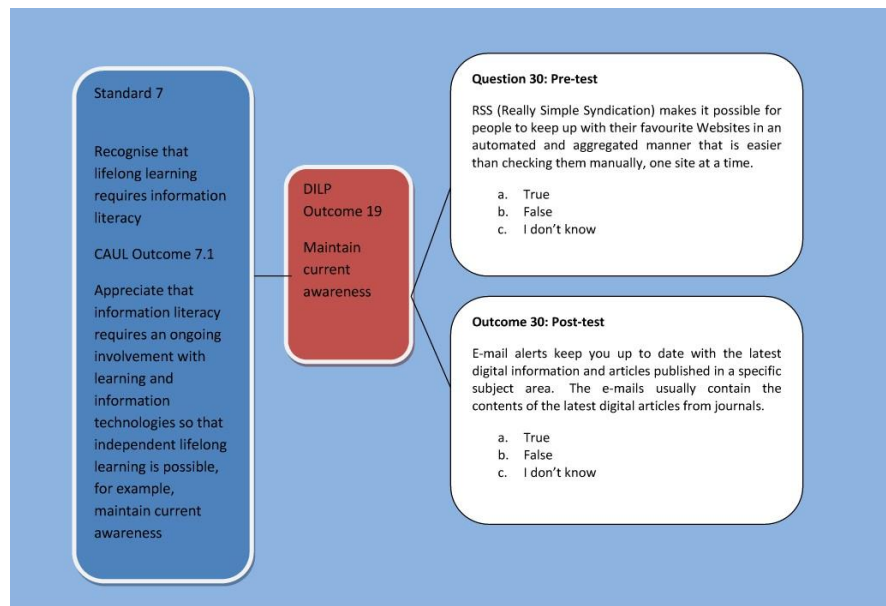 Standard 7
Recognise that
lifelong learning
requires information
literacy
CAUL Outcome 7.1
Appreciate that
information literacy
requires an ongoing
involvement with
learning and
information
technologies so that
independent lifelong
learning is possible,
for example,
maintain current
awareness
DILP
Outcome 19
Maintain
current
awareness
Question 30: Pre-test
RSS (Really Simple Syndication) makes it possible for
people to keep up with their favourite Websites in an
automated and aggregated manner that is easier
than checking them manually, one site at a time.
a. True
b. False
c. I don’t know
Outcome 30: Post-test
E-mail alerts keep you up to date with the latest
digital information and articles published in a specific
subject area. The e-mails usually contain the
contents of the latest digital articles from journals.
a. True
b. False
c. I don’t know